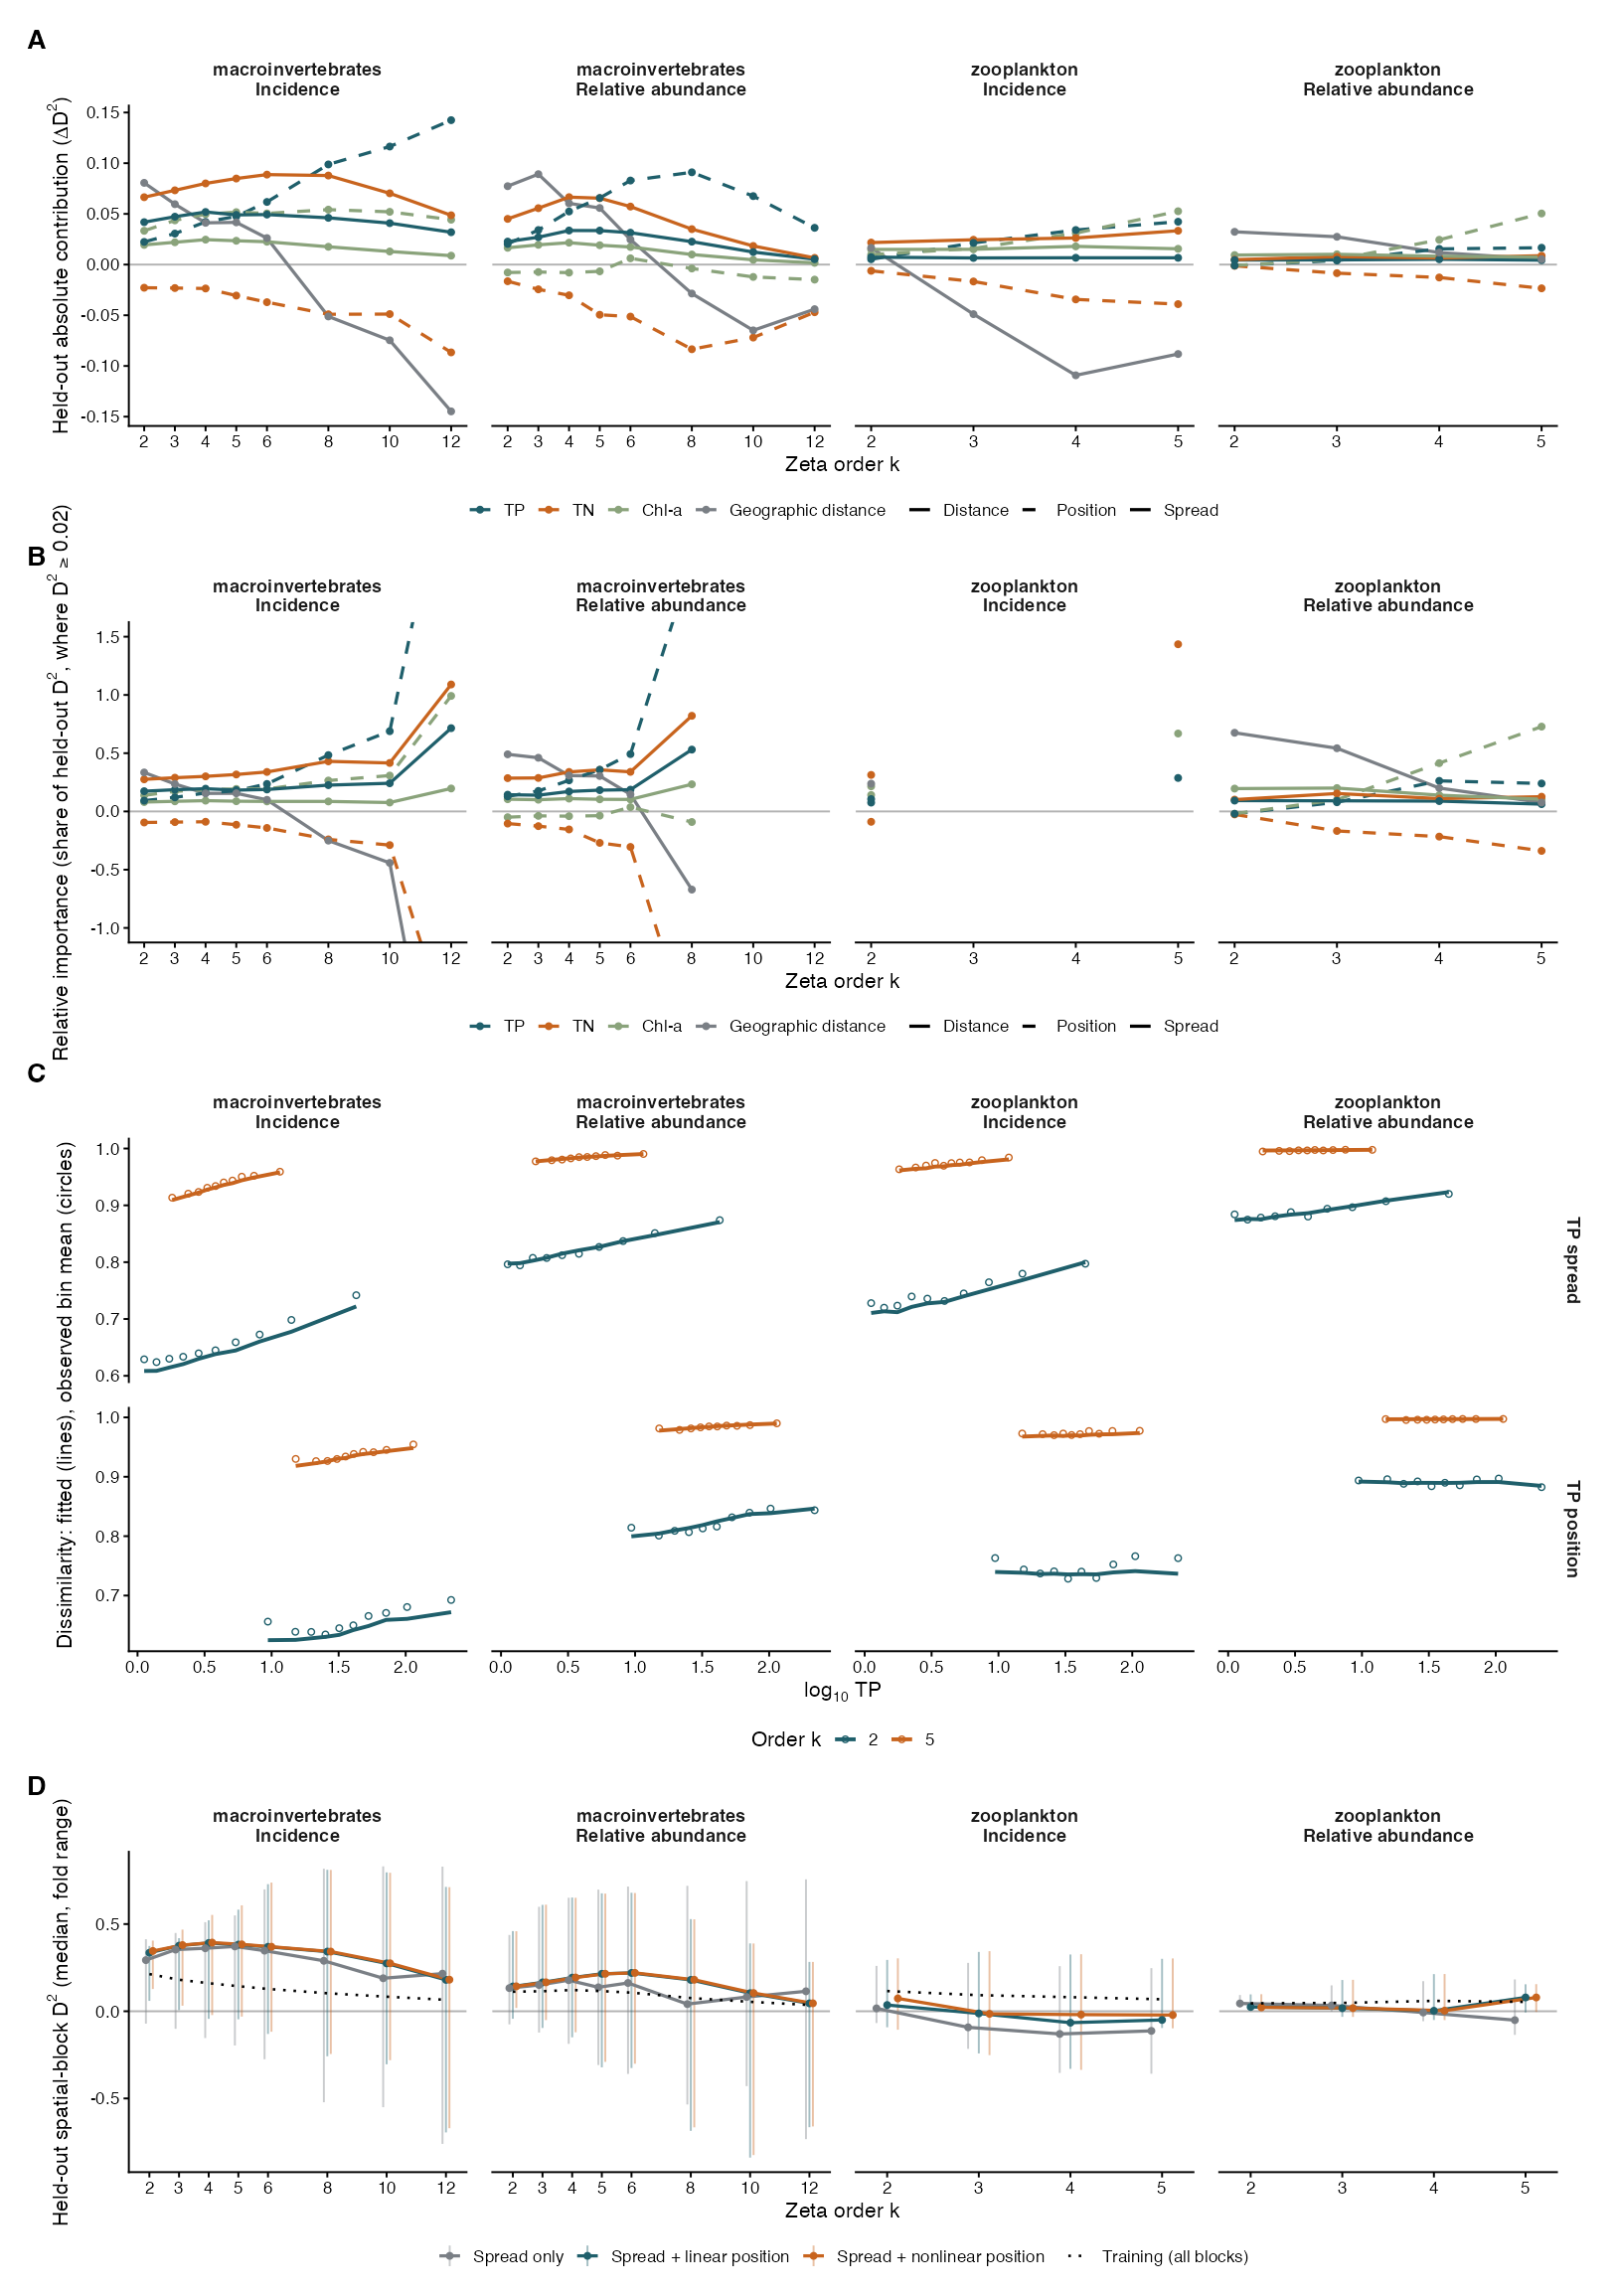 A
macroinvertebrates
Incidence
macroinvertebrates
Relative abundance
zooplankton
Incidence
zooplankton
Relative abundance
Held-out absolute contribution (ΔD²)
0.15
0.10
0.05
0.00
-0.05
-0.10
-0.15
2 3 4 5 6 8 10 12
2 3 4 5 6 8 10 12
2 3 4 5
2 3 4 5
Zeta order k
TP TN Chl-a Geographic distance Distance Position Spread
B
macroinvertebrates
Incidence
macroinvertebrates
Relative abundance
zooplankton
Incidence
zooplankton
Relative abundance
Relative importance (share of held-out D², where D² ≥ 0.02)
1.5
1.0
0.5
0.0
-0.5
-1.0
2 3 4 5 6 8 10 12
2 3 4 5 6 8 10 12
2 3 4 5
2 3 4 5
Zeta order k
TP TN Chl-a Geographic distance Distance Position Spread
C
macroinvertebrates
Incidence
macroinvertebrates
Relative abundance
zooplankton
Incidence
zooplankton
Relative abundance
Dissimilarity: fitted (lines), observed bin mean (circles)
1.0
0.9
0.8
0.7
0.6
TP spread
1.0
0.9
0.8
0.7
TP position
0.0 0.5 1.0 1.5 2.0
0.0 0.5 1.0 1.5 2.0
0.0 0.5 1.0 1.5 2.0
0.0 0.5 1.0 1.5 2.0
log₁₀ TP
Order k 2 5
D
macroinvertebrates
Incidence
macroinvertebrates
Relative abundance
zooplankton
Incidence
zooplankton
Relative abundance
Held-out spatial-block D² (median, fold range)
0.5
0.0
-0.5
2 3 4 5 6 8 10 12
2 3 4 5 6 8 10 12
2 3 4 5
2 3 4 5
Zeta order k
Spread only Spread + linear position Spread + nonlinear position Training (all blocks)